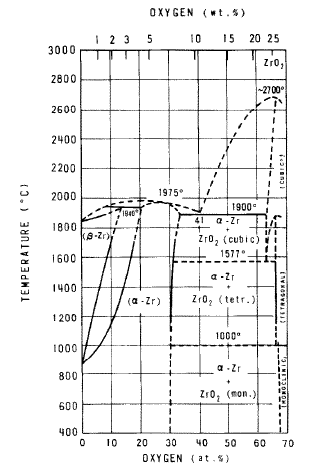 OXYGEN (wt.%)
1 2 3 5 10 15 20 25
ZrO2
~2700°
3000
2800
2600
2400
2200
2000
1800
1600
1400
1200
1000
800
600
400
TEMPERATURE (°C)
(CUBIC)
1975°
1940°
41
1900°
(β-Zr)
α-Zr
+
ZrO2 (cubic)
1577°
(α-Zr)
α-Zr
+
ZrO2 (tetr.)
(TETRAGONAL)
1000°
α-Zr
+
ZrO2 (mon.)
(MONOCLINIC)
0 10 20 30 40 50 60 70
OXYGEN (at.%)